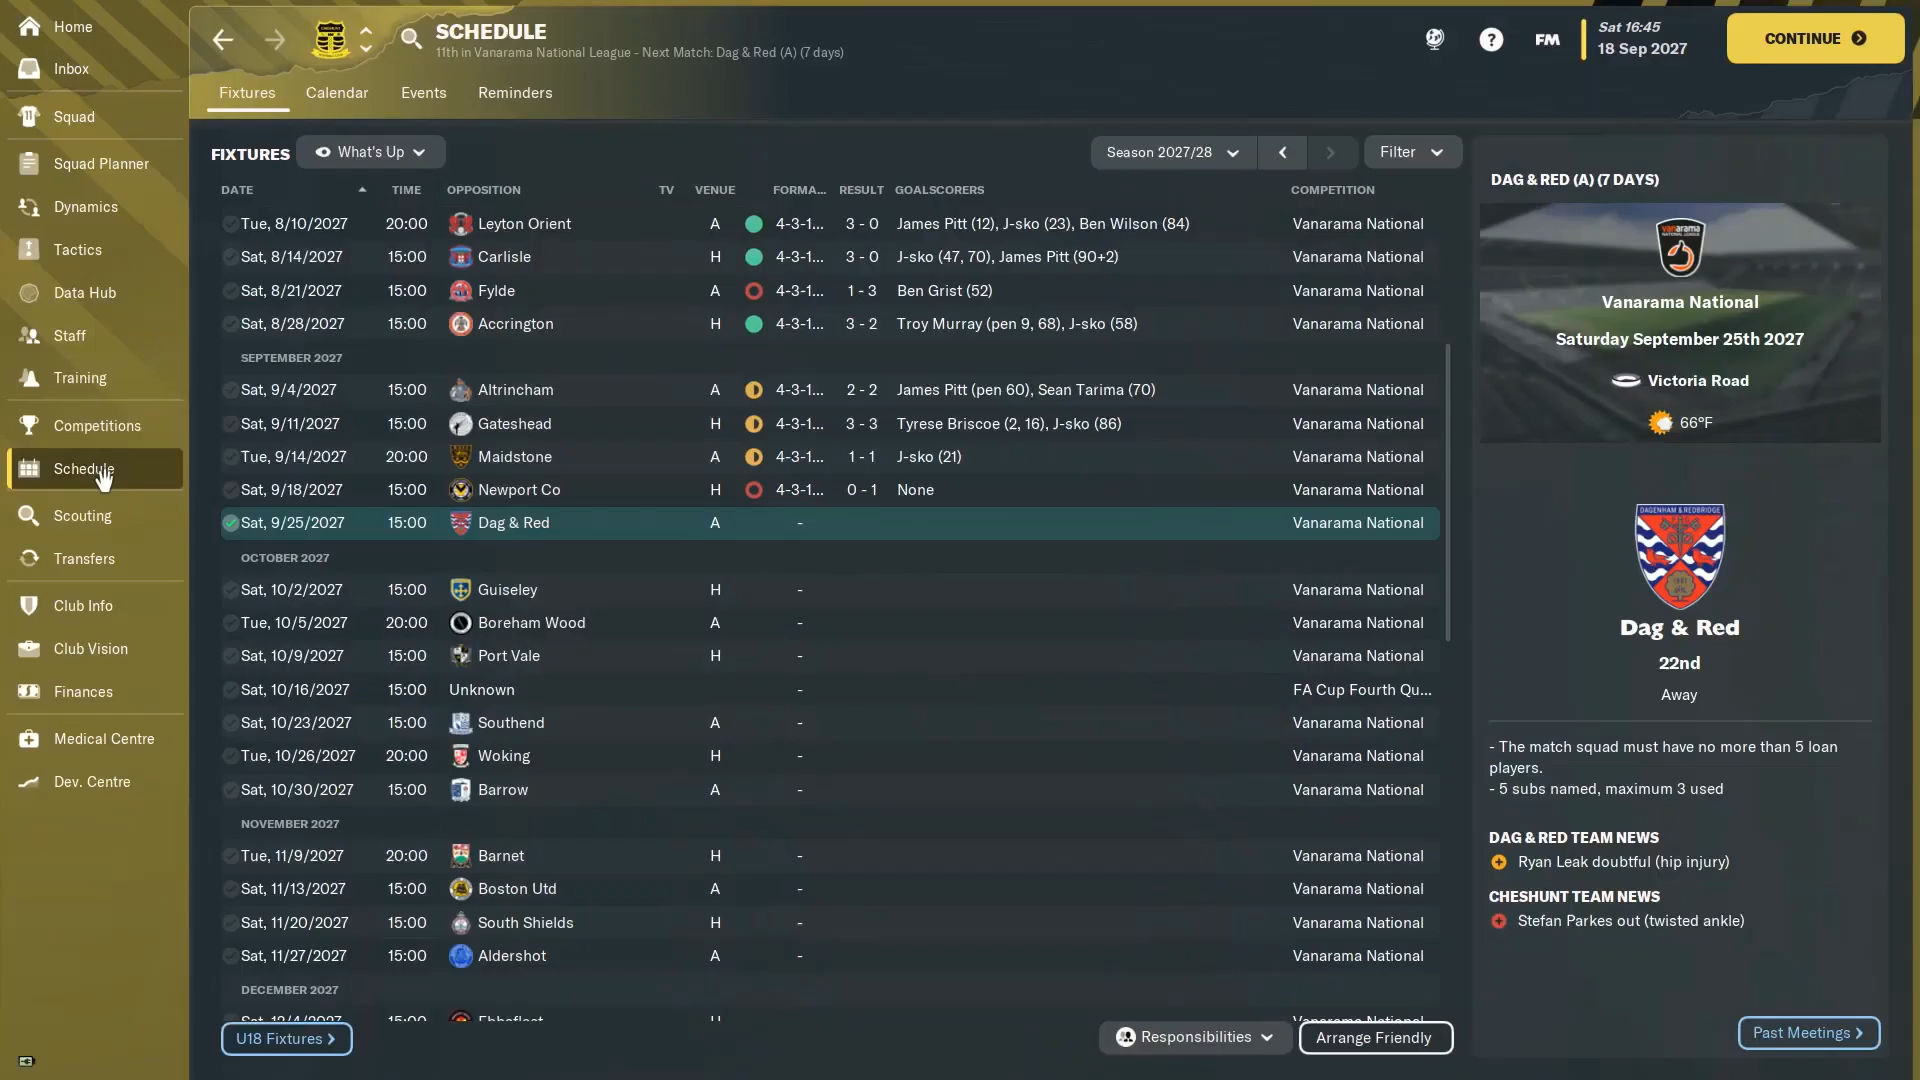 Home
Inbox
Squad
Squad Planner
Dynamics
Tactics
Data Hub
Staff
Training
Competitions
Schedule
Scouting
Transfers
Club Info
Club Vision
Finances
Medical Centre
Dev. Centre
SCHEDULE
11th in Vanarama National League - Next Match: Dag & Red (A) (7 days)
? FM Sat 16:45
18 Sep 2027
CONTINUE
Fixtures Calendar Events Reminders
FIXTURES What's Up Season 2027/28 Filter
DATE TIME OPPOSITION TV VENUE FORMA... RESULT GOALSCORERS COMPETITION
Tue, 8/10/2027 20:00 Leyton Orient A 4-3-1... 3 - 0 James Pitt (12), J-sko (23), Ben Wilson (84) Vanarama National
Sat, 8/14/2027 15:00 Carlisle H 4-3-1... 3 - 0 J-sko (47, 70), James Pitt (90+2) Vanarama National
Sat, 8/21/2027 15:00 Fylde A 4-3-1... 1 - 3 Ben Grist (52) Vanarama National
Sat, 8/28/2027 15:00 Accrington H 4-3-1... 3 - 2 Troy Murray (pen 9, 68), J-sko (58) Vanarama National
SEPTEMBER 2027
Sat, 9/4/2027 15:00 Altrincham A 4-3-1... 2 - 2 James Pitt (pen 60), Sean Tarima (70) Vanarama National
Sat, 9/11/2027 15:00 Gateshead H 4-3-1... 3 - 3 Tyrese Briscoe (2, 16), J-sko (86) Vanarama National
Tue, 9/14/2027 20:00 Maidstone A 4-3-1... 1 - 1 J-sko (21) Vanarama National
Sat, 9/18/2027 15:00 Newport Co H 4-3-1... 0 - 1 None Vanarama National
Sat, 9/25/2027 15:00 Dag & Red A - Vanarama National
OCTOBER 2027
Sat, 10/2/2027 15:00 Guiseley H - Vanarama National
Tue, 10/5/2027 20:00 Boreham Wood A - Vanarama National
Sat, 10/9/2027 15:00 Port Vale H - Vanarama National
Sat, 10/16/2027 15:00 Unknown - FA Cup Fourth Qu...
Sat, 10/23/2027 15:00 Southend A - Vanarama National
Tue, 10/26/2027 20:00 Woking H - Vanarama National
Sat, 10/30/2027 15:00 Barrow A - Vanarama National
NOVEMBER 2027
Tue, 11/9/2027 20:00 Barnet H - Vanarama National
Sat, 11/13/2027 15:00 Boston Utd A - Vanarama National
Sat, 11/20/2027 15:00 South Shields H - Vanarama National
Sat, 11/27/2027 15:00 Aldershot A - Vanarama National
DECEMBER 2027
Sat, 12/4/2027 15:00 Ebbsfleet H Vanarama National
U18 Fixtures Responsibilities Arrange Friendly
DAG & RED (A) (7 DAYS)
vanarama
Vanarama National
Saturday September 25th 2027
Victoria Road
66°F
DAGENHAM & REDBRIDGE
Dag & Red
22nd
Away
- The match squad must have no more than 5 loan
players.
- 5 subs named, maximum 3 used
DAG & RED TEAM NEWS
Ryan Leak doubtful (hip injury)
CHESHUNT TEAM NEWS
Stefan Parkes out (twisted ankle)
Past Meetings